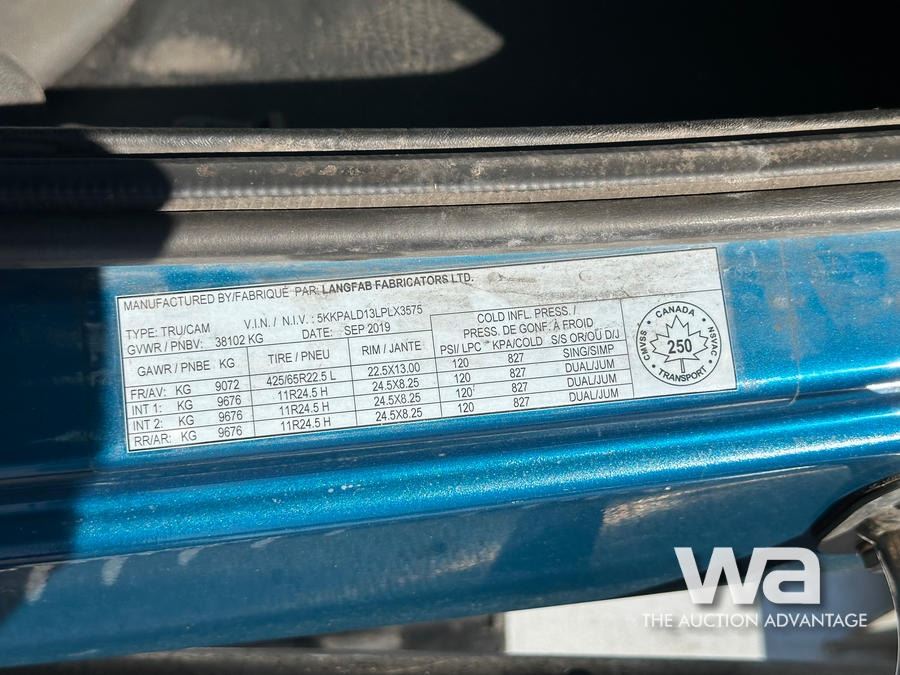 MANUFACTURED BY/FABRIQUÉ PAR: LANGFAB FABRICATORS LTD.
TYPE: TRU/CAM V.I.N./ N.I.V.: 5KKPALD13LPLX3575
GVWR / PNBV: 38102 KG DATE: SEP 2019
GAWR / PNBE KG TIRE / PNEU RIM / JANTE COLD INFL. PRESS. / PRESS. DE GONF. À FROID
PSI/ LPC KPA/COLD S/S OR/OÙ D/J
FR/AV: KG 9072 425/65R22.5 L 22.5X13.00 120 827 SING/SIMP
INT 1: KG 9676 11R24.5 H 24.5X8.25 120 827 DUAL/JUM
INT 2: KG 9676 11R24.5 H 24.5X8.25 120 827 DUAL/JUM
RR/AR: KG 9676 11R24.5 H 24.5X8.25 120 827 DUAL/JUM
CANADA
CMVSS 250 NSVAC
TRANSPORT
wa
THE AUCTION ADVANTAGE